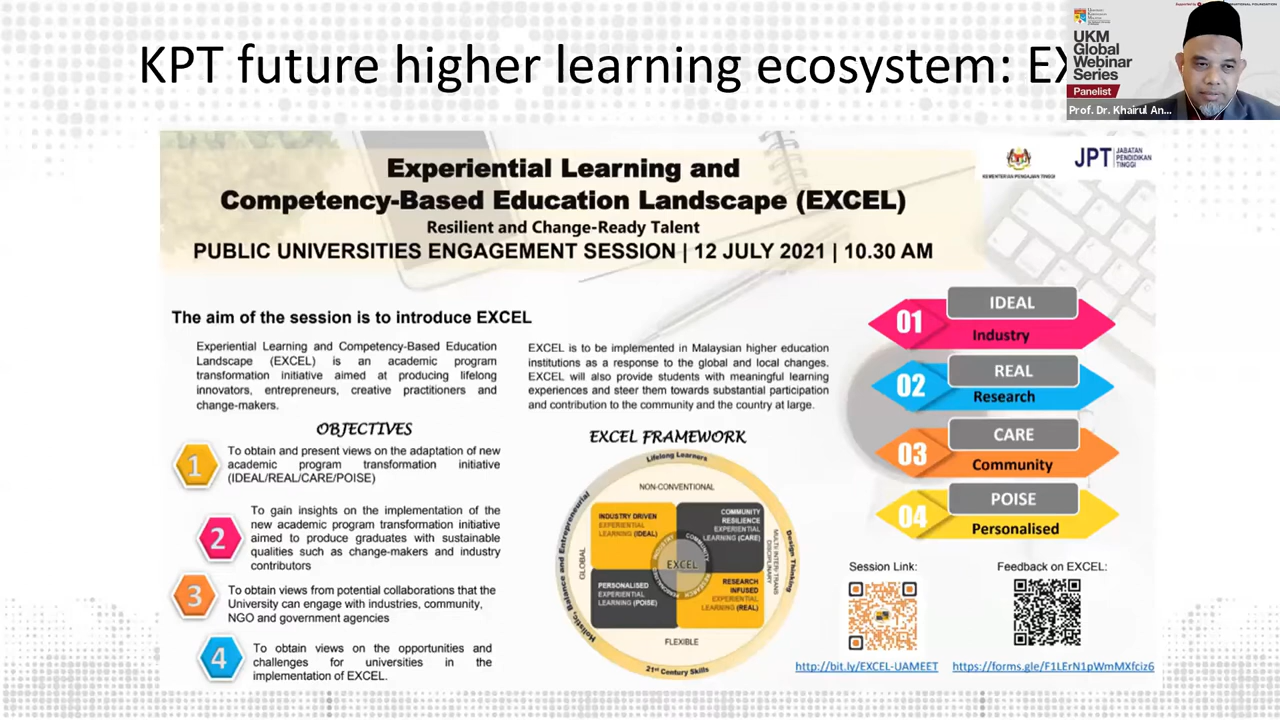 KPT future higher learning ecosystem: EX
UKM
Global
Webinar
Series
Panelist
Prof. Dr. Khairul An...
Experiential Learning and
Competency-Based Education Landscape (EXCEL)
Resilient and Change-Ready Talent
PUBLIC UNIVERSITIES ENGAGEMENT SESSION | 12 JULY 2021 | 10.30 AM
KEMENTERIAN PENGAJIAN TINGGI
JPT
JABATAN
PENDIDIKAN
TINGGI
The aim of the session is to introduce EXCEL
Experiential Learning & Competency-Based Education
Landscape (EXCEL) is an academic program
transformation initiative aimed at producing lifelong
innovators, entrepreneurs, creative practitioners and
change-makers.
EXCEL is to be implemented in Malaysian higher education
institutions as a response to the global and local changes.
EXCEL will also provide students with meaningful learning
experiences and steer them towards substantial participation
and contribution to the community and the country at large.
OBJECTIVES
1
To obtain and present views on the adaptation of new
academic program transformation initiative
(IDEAL/REAL/CARE/POISE)
2
To gain insights on the implementation of the
new academic program transformation initiative
aimed to produce graduates with sustainable
qualities such as change-makers and industry
contributors
3
To obtain views from potential collaborations that the
University can engage with industries, community,
NGO and government agencies
4
To obtain views on the opportunities and
challenges for universities in the
implementation of EXCEL.
EXCEL FRAMEWORK
Lifelong Learners
NON-CONVENTIONAL
INDUSTRY DRIVEN
EXPERIENTIAL
LEARNING (IDEAL)
COMMUNITY
RESILIENCE
EXPERIENTIAL
LEARNING (CARE)
GLOBAL
MULTI/ INTER/ TRANS
DISCIPLINARY
Holistic, Balance and Entrepreneurial
Design Thinking
INDUSTRY
COMMUNITY
EXCEL
RESEARCH
PERSONALISED
EXPERIENTIAL
LEARNING (POISE)
RESEARCH
INFUSED
EXPERIENTIAL
LEARNING (REAL)
FLEXIBLE
21st Century Skills
01
IDEAL
Industry
02
REAL
Research
03
CARE
Community
04
POISE
Personalised
Session Link:
http://bit.ly/EXCEL-UAMEET
Feedback on EXCEL:
https://forms.gle/F1LErN1pWmMXfciz6